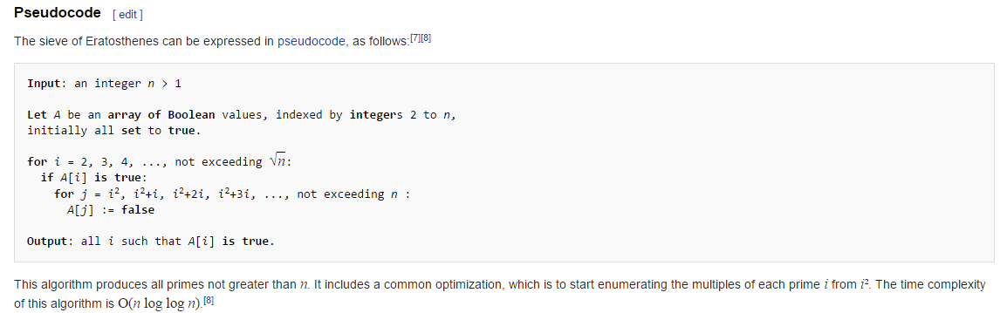 Pseudocode [ edit ]
The sieve of Eratosthenes can be expressed in pseudocode, as follows:[7][8]
Input: an integer n > 1
Let A be an array of Boolean values, indexed by integers 2 to n,
initially all set to true.
for i = 2, 3, 4, ..., not exceeding √n:
if A[i] is true:
for j = i², i²+i, i²+2i, i²+3i, ..., not exceeding n :
A[j] := false
Output: all i such that A[i] is true.
This algorithm produces all primes not greater than n. It includes a common optimization, which is to start enumerating the multiples of each prime i from i². The time complexity
of this algorithm is O(n log log n).[8]